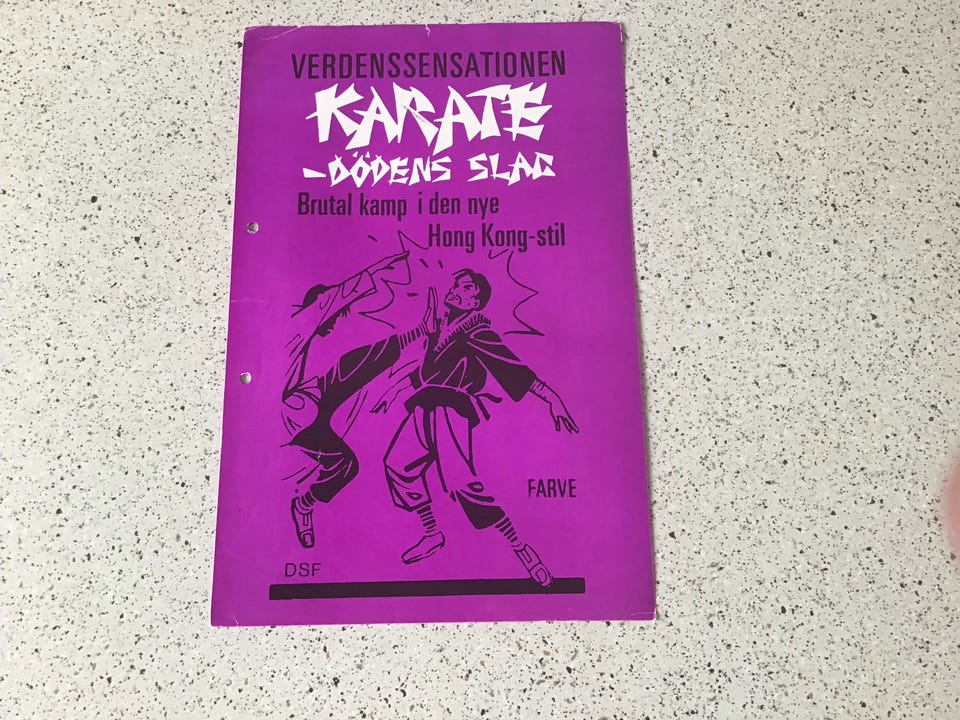 VERDENSSENSATIONEN
KARATE
-DÖDENS SLAG
Brutal kamp i den nye
Hong Kong-stil
FARVE
DSF